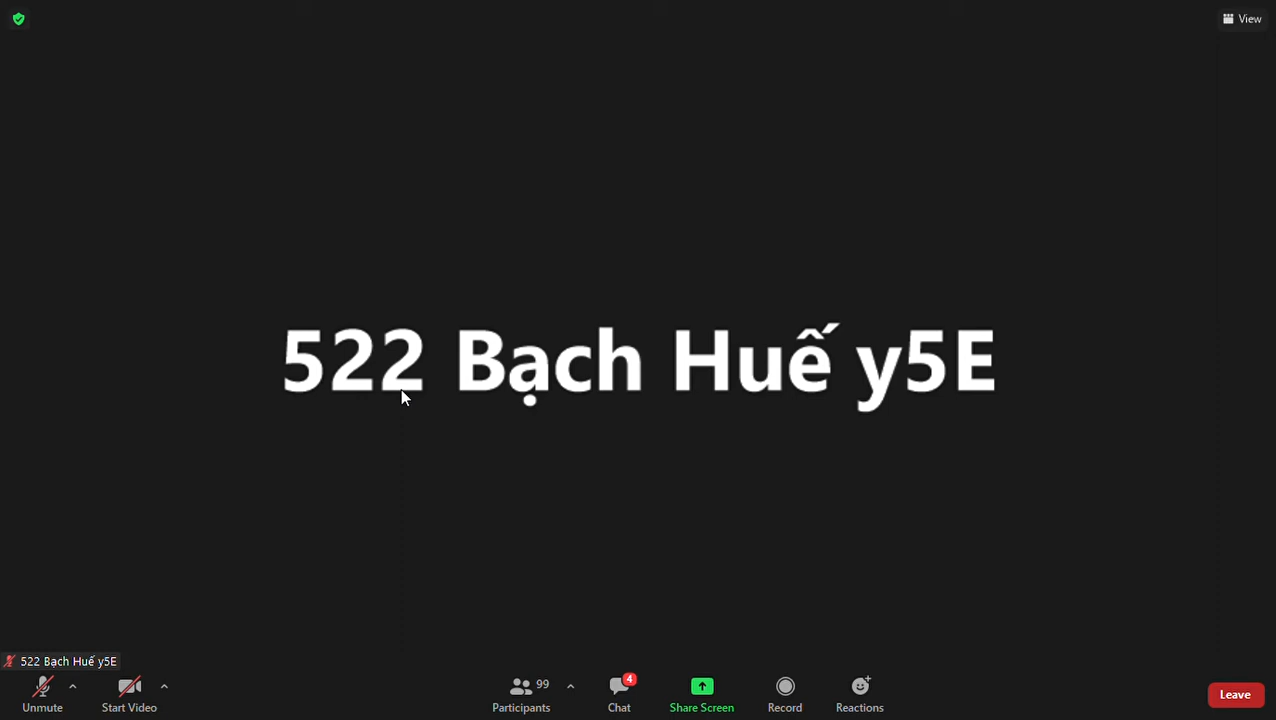 View
522 Bạch Huế y5E
522 Bạch Huế y5E
99
4
Unmute
Start Video
Participants
Chat
Share Screen
Record
Reactions
Leave